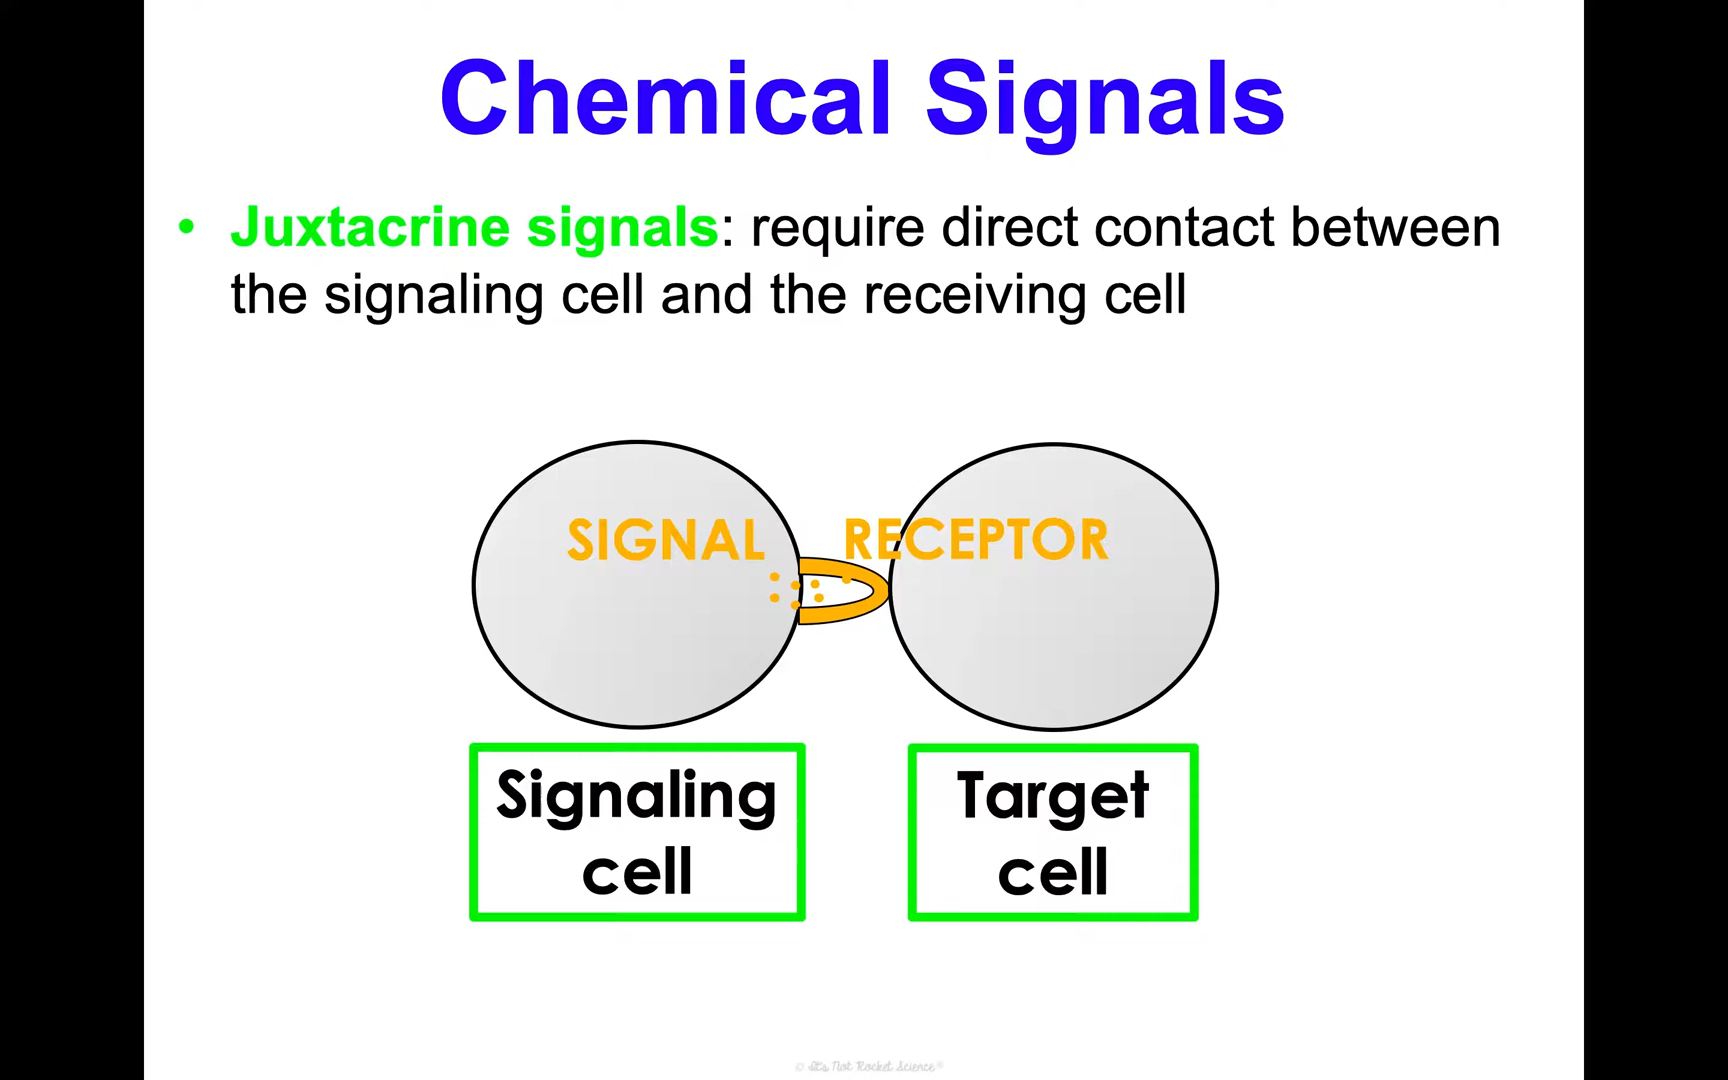 Chemical Signals
• Juxtacrine signals: require direct contact between
the signaling cell and the receiving cell
SIGNAL RECEPTOR
Signaling
cell
Target
cell
© It's Not Rocket Science®